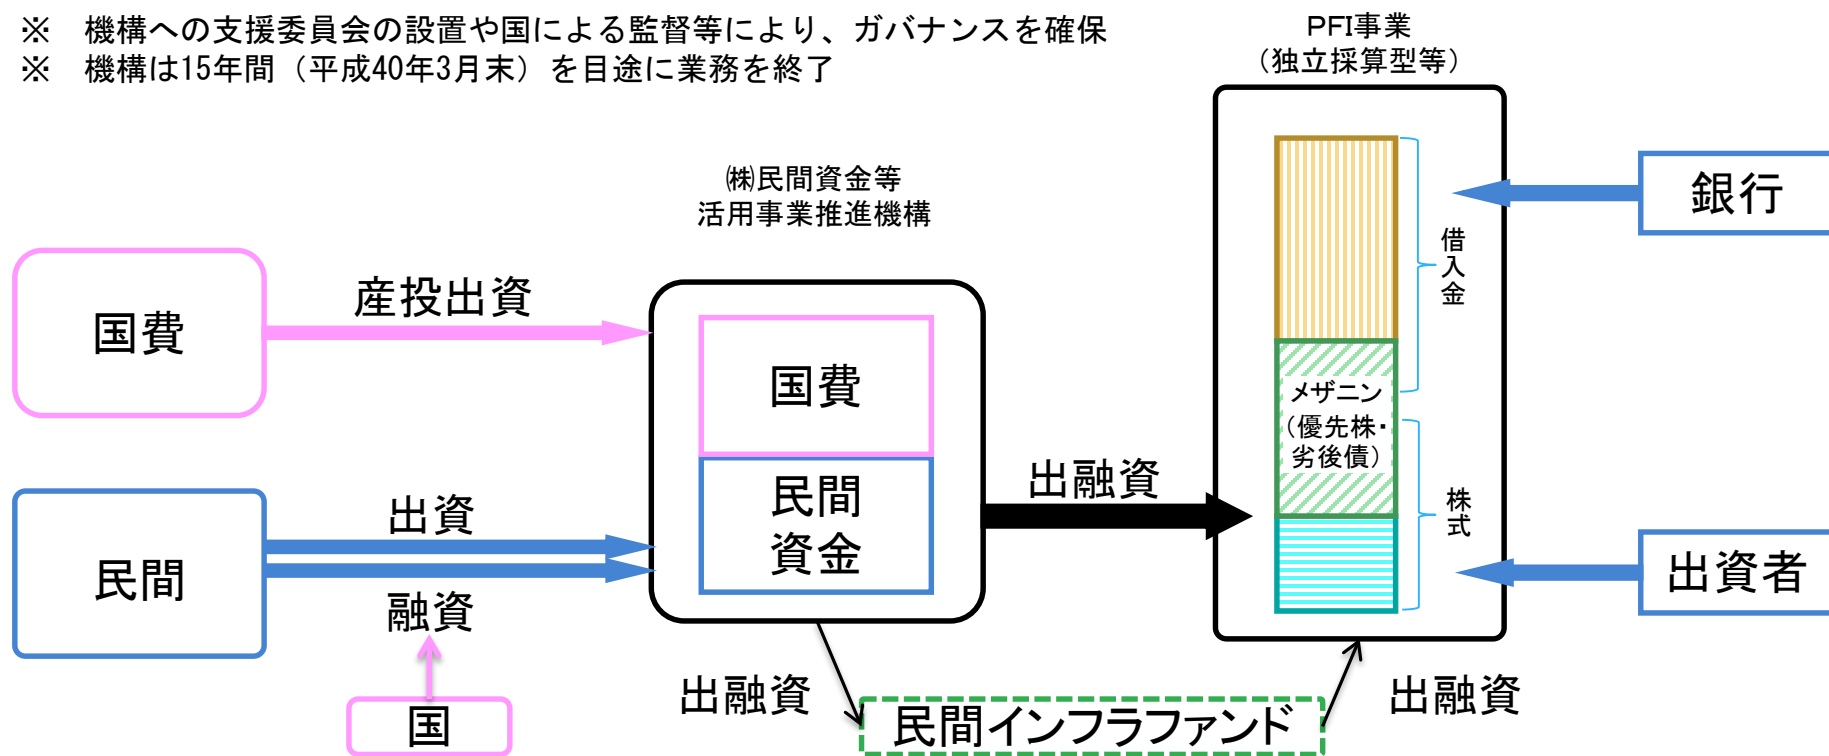 ※　機構への支援委員会の設置や国による監督等により、ガバナンスを確保
※　機構は15年間（平成40年3月末）を目途に業務を終了
PFI事業
（独立採算型等）
㈱民間資金等
活用事業推進機構
銀行
借入金
国費
産投出資
国費
メザニン
（優先株・
劣後債）
民間
資金
出融資
株式
民間
出資
融資
出資者
国
出融資
民間インフラファンド
出融資